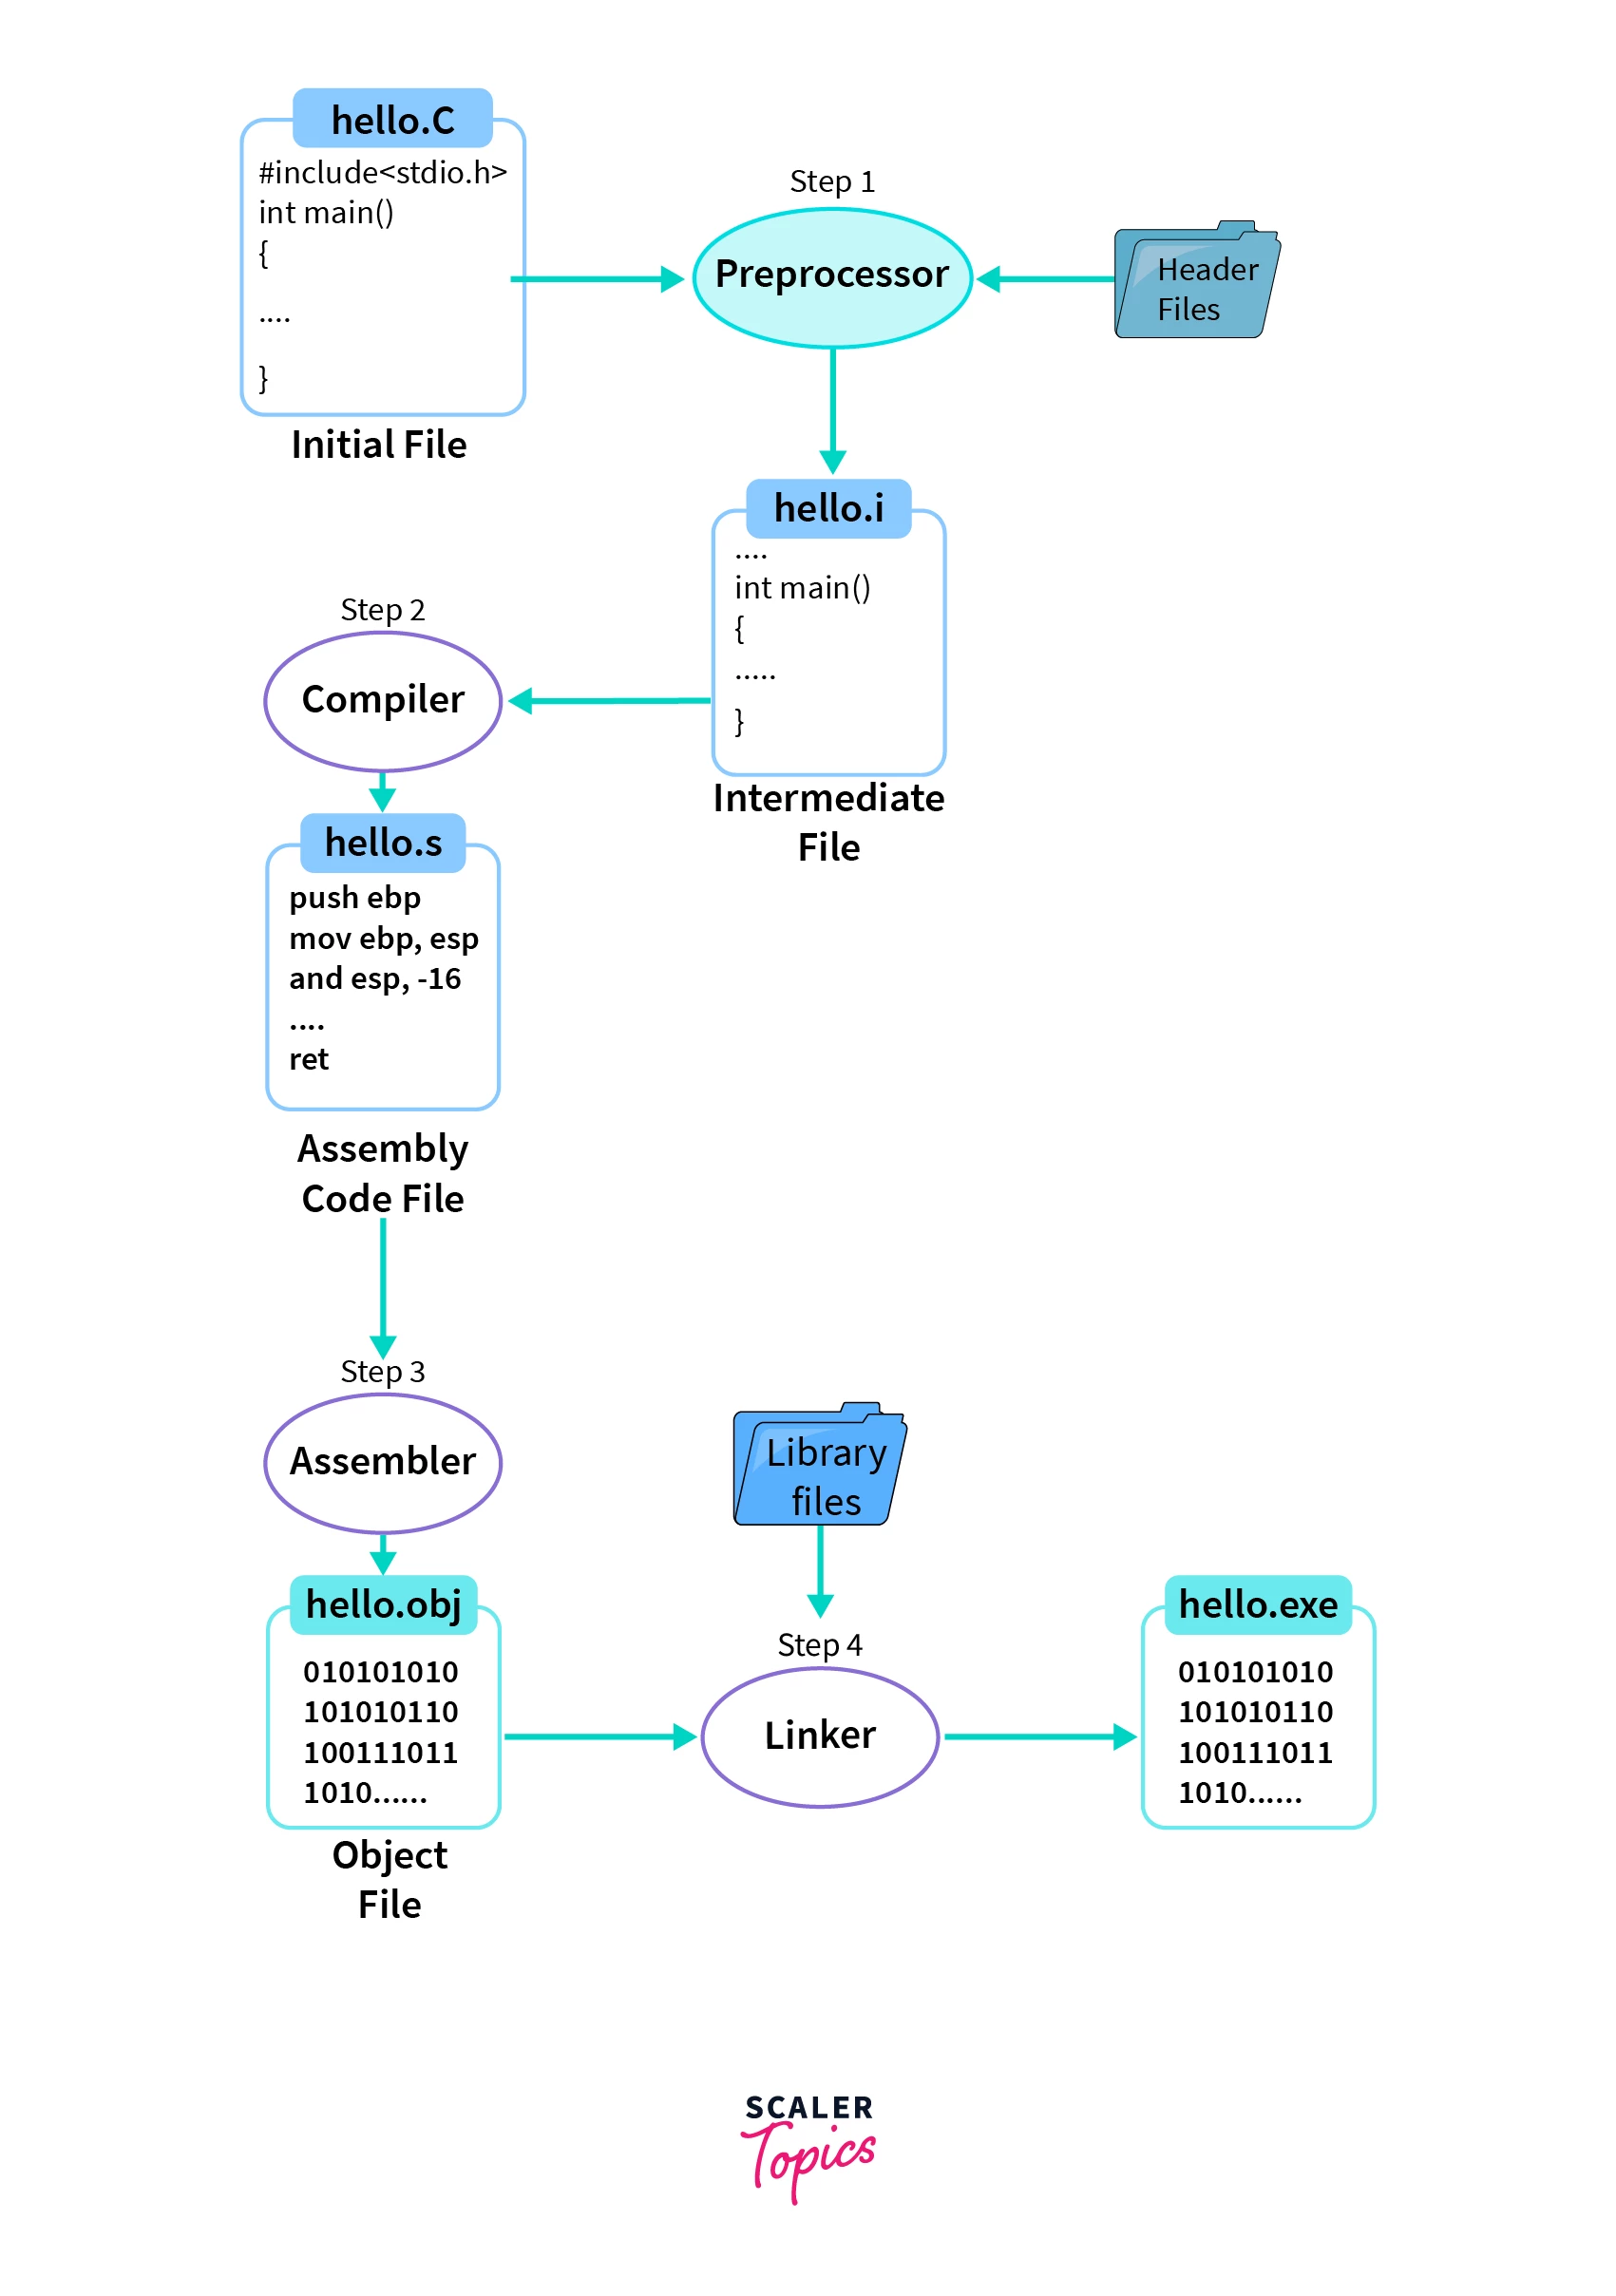 hello.C
#include<stdio.h>
int main()
{
....
}
Initial File
Step 1
Preprocessor
Header
Files
hello.i
....
int main()
{
.....
}
Intermediate
File
Step 2
Compiler
hello.s
push ebp
mov ebp, esp
and esp, -16
....
ret
Assembly
Code File
Step 3
Assembler
hello.obj
010101010
101010110
100111011
1010......
Object
File
Library
files
Step 4
Linker
hello.exe
010101010
101010110
100111011
1010......
SCALER
Topics